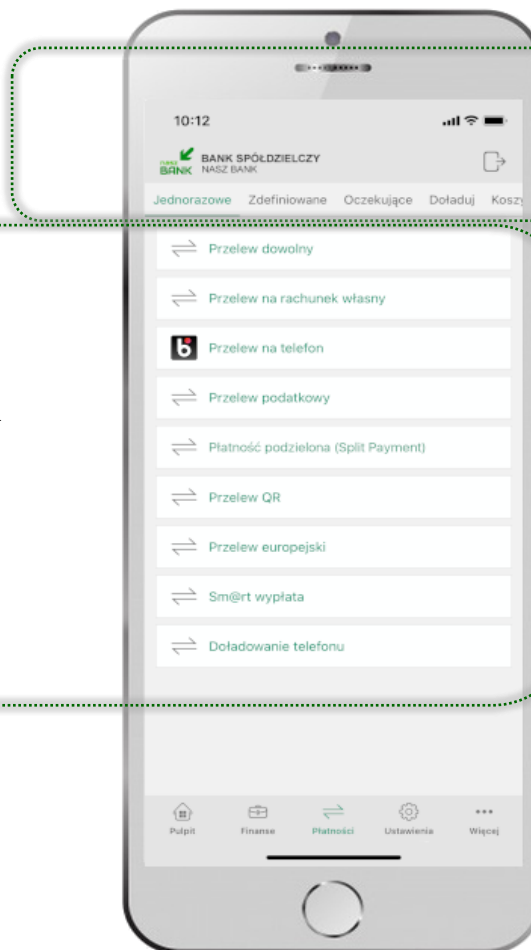 10:12
BANK
BANK SPÓŁDZIELCZY
NASZ BANK
Jednorazowe Zdefiniowane Oczekujące Doładuj Koszy
Przelew dowolny
Przelew na rachunek własny
Przelew na telefon
Przelew podatkowy
Płatność podzielona (Split Payment)
Przelew QR
Przelew europejski
Sm@rt wypłata
Doładowanie telefonu
Pulpit Finanse Płatności Ustawienia Więcej